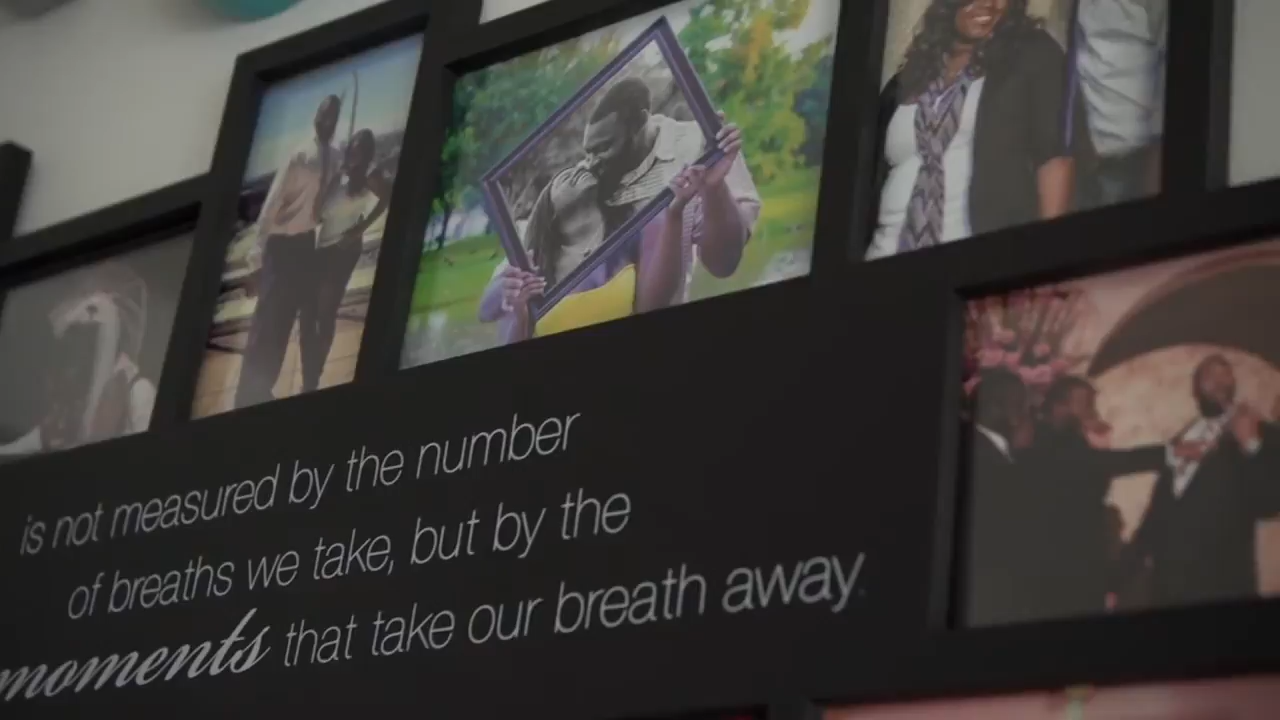 is not measured by the number
of breaths we take, but by the
moments that take our breath away.